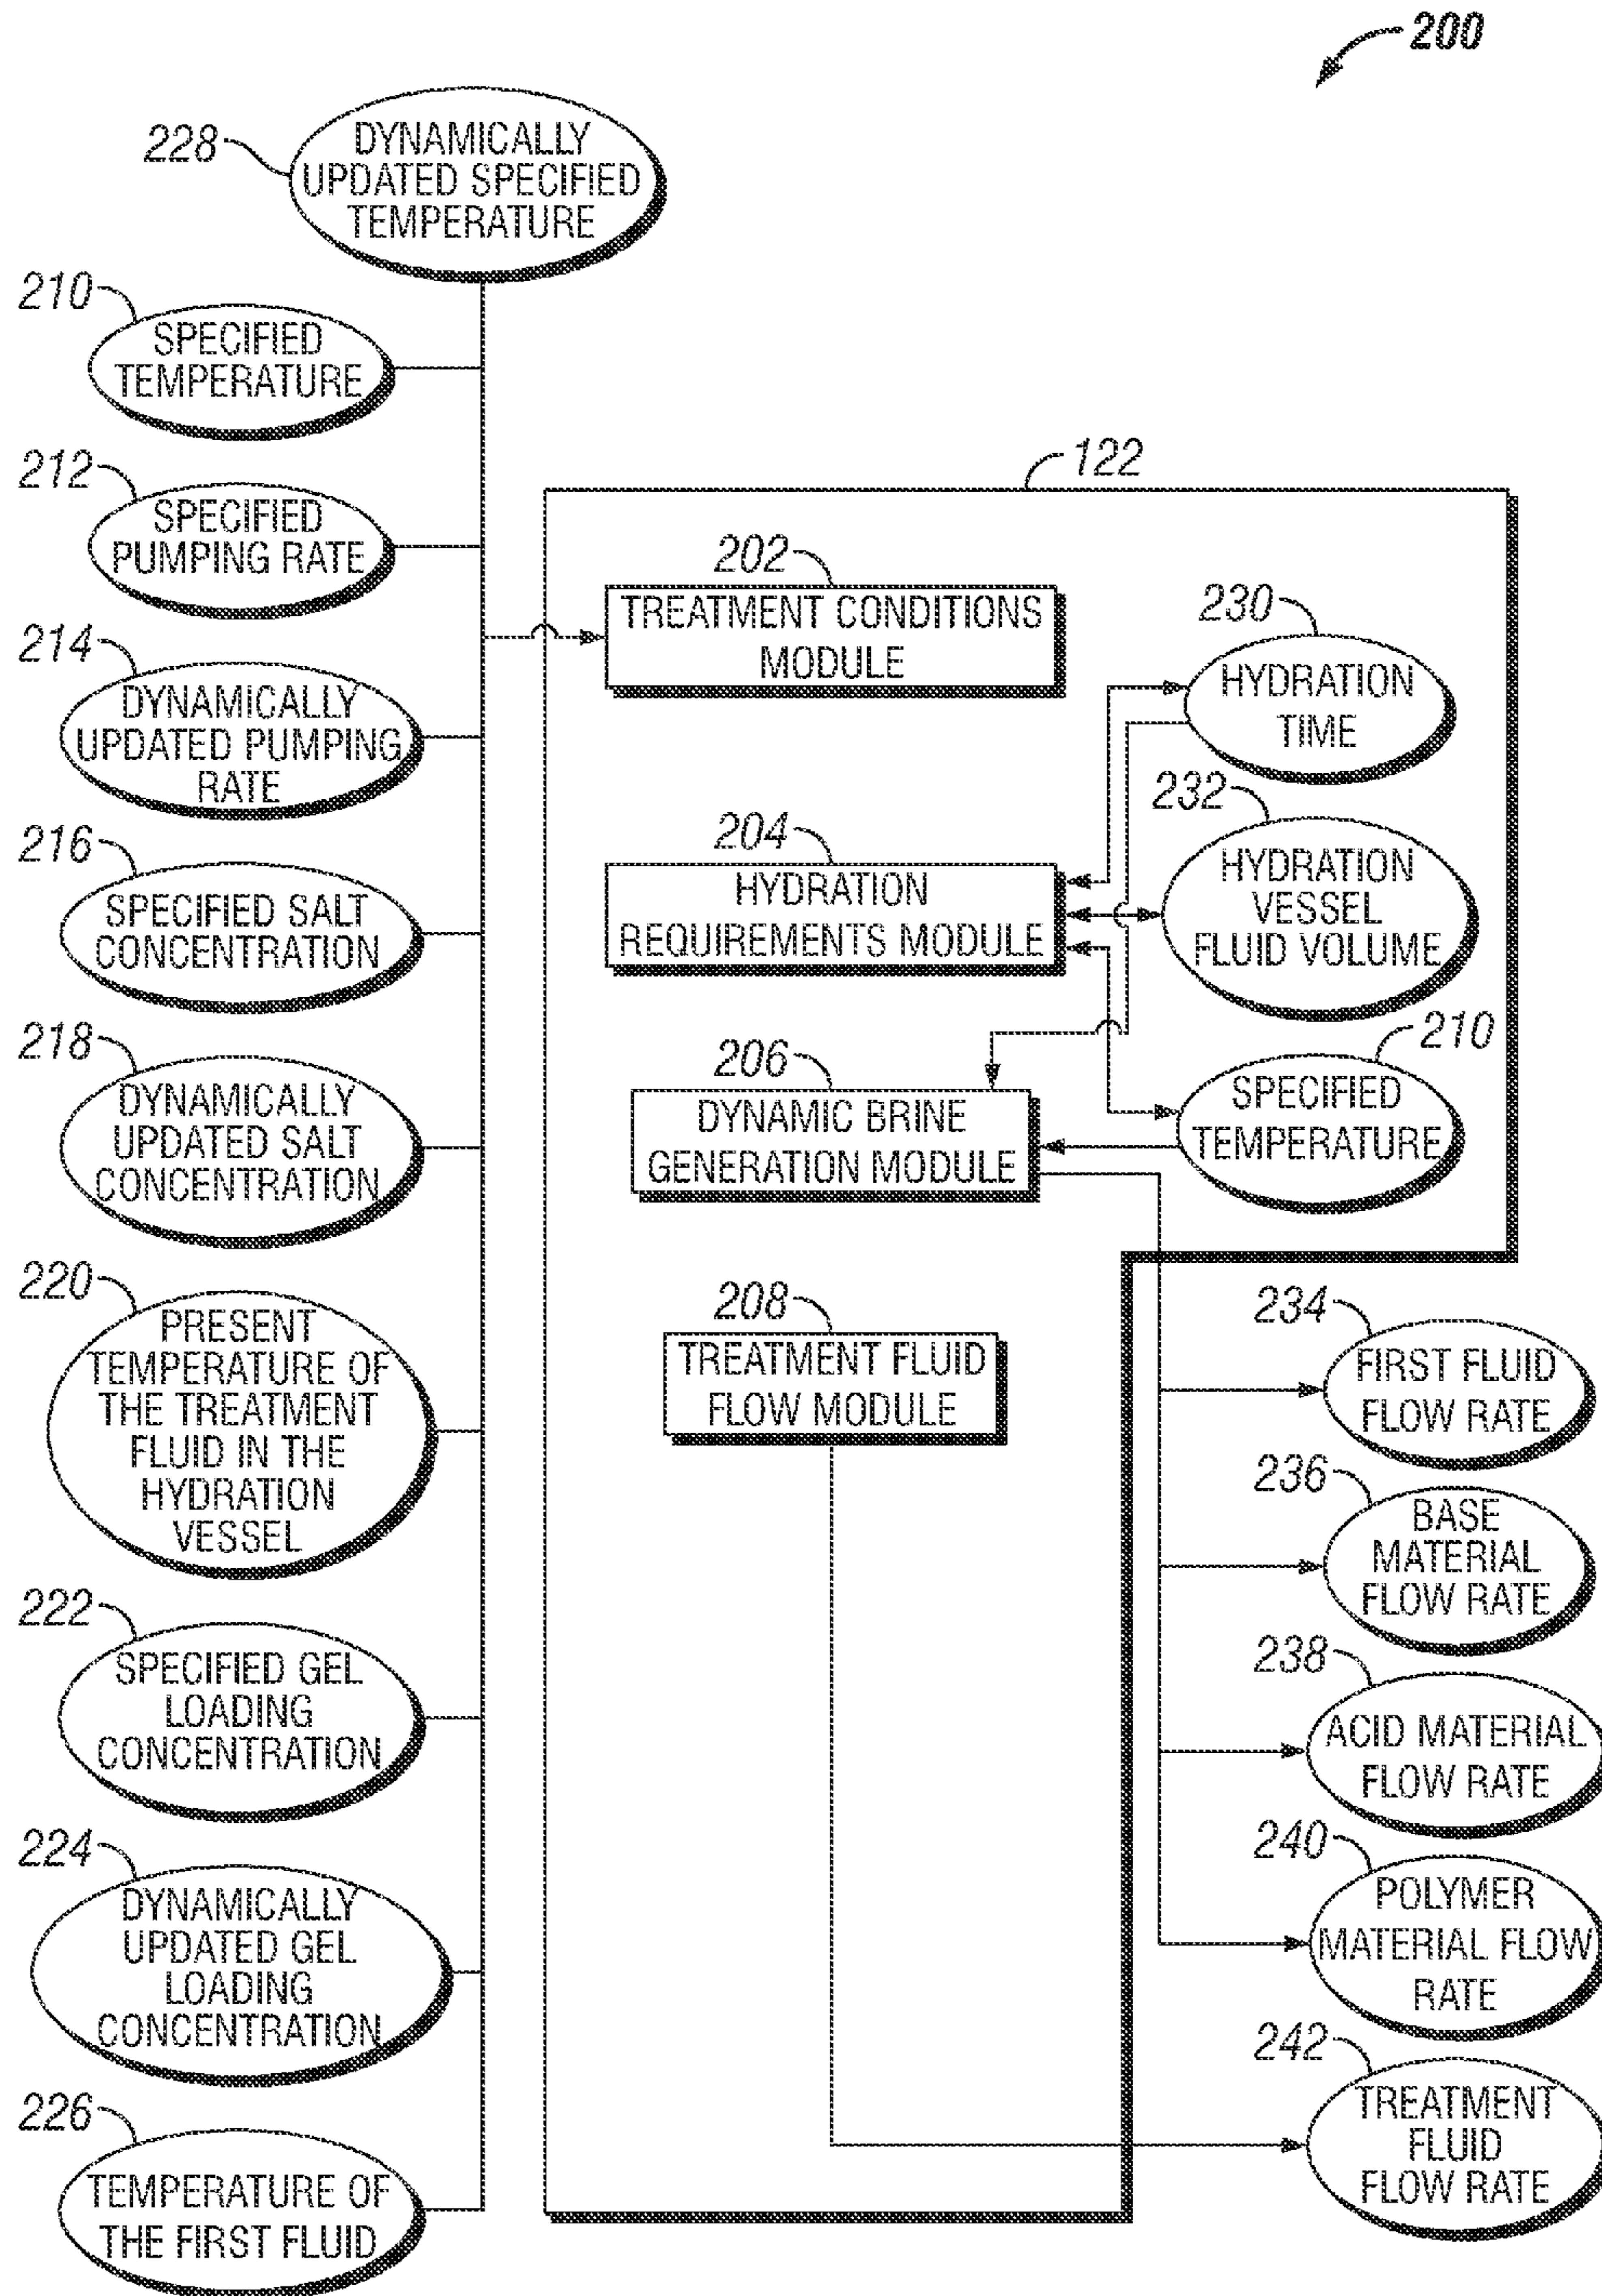 200
228
DYNAMICALLY
UPDATED SPECIFIED
TEMPERATURE
210
SPECIFIED
TEMPERATURE
212
SPECIFIED
PUMPING RATE
214
DYNAMICALLY
UPDATED PUMPING
RATE
216
SPECIFIED SALT
CONCENTRATION
218
DYNAMICALLY
UPDATED SALT
CONCENTRATION
220
PRESENT
TEMPERATURE OF
THE TREATMENT
FLUID IN THE
HYDRATION
VESSEL
222
SPECIFIED GEL
LOADING
CONCENTRATION
224
DYNAMICALLY
UPDATED GEL
LOADING
CONCENTRATION
226
TEMPERATURE OF
THE FIRST FLUID
122
202
TREATMENT CONDITIONS
MODULE
204
HYDRATION
REQUIREMENTS MODULE
206
DYNAMIC BRINE
GENERATION MODULE
208
TREATMENT FLUID
FLOW MODULE
230
HYDRATION
TIME
232
HYDRATION
VESSEL
FLUID VOLUME
210
SPECIFIED
TEMPERATURE
234
FIRST FLUID
FLOW RATE
236
BASE
MATERIAL
FLOW RATE
238
ACID MATERIAL
FLOW RATE
240
POLYMER
MATERIAL FLOW
RATE
242
TREATMENT
FLUID
FLOW RATE